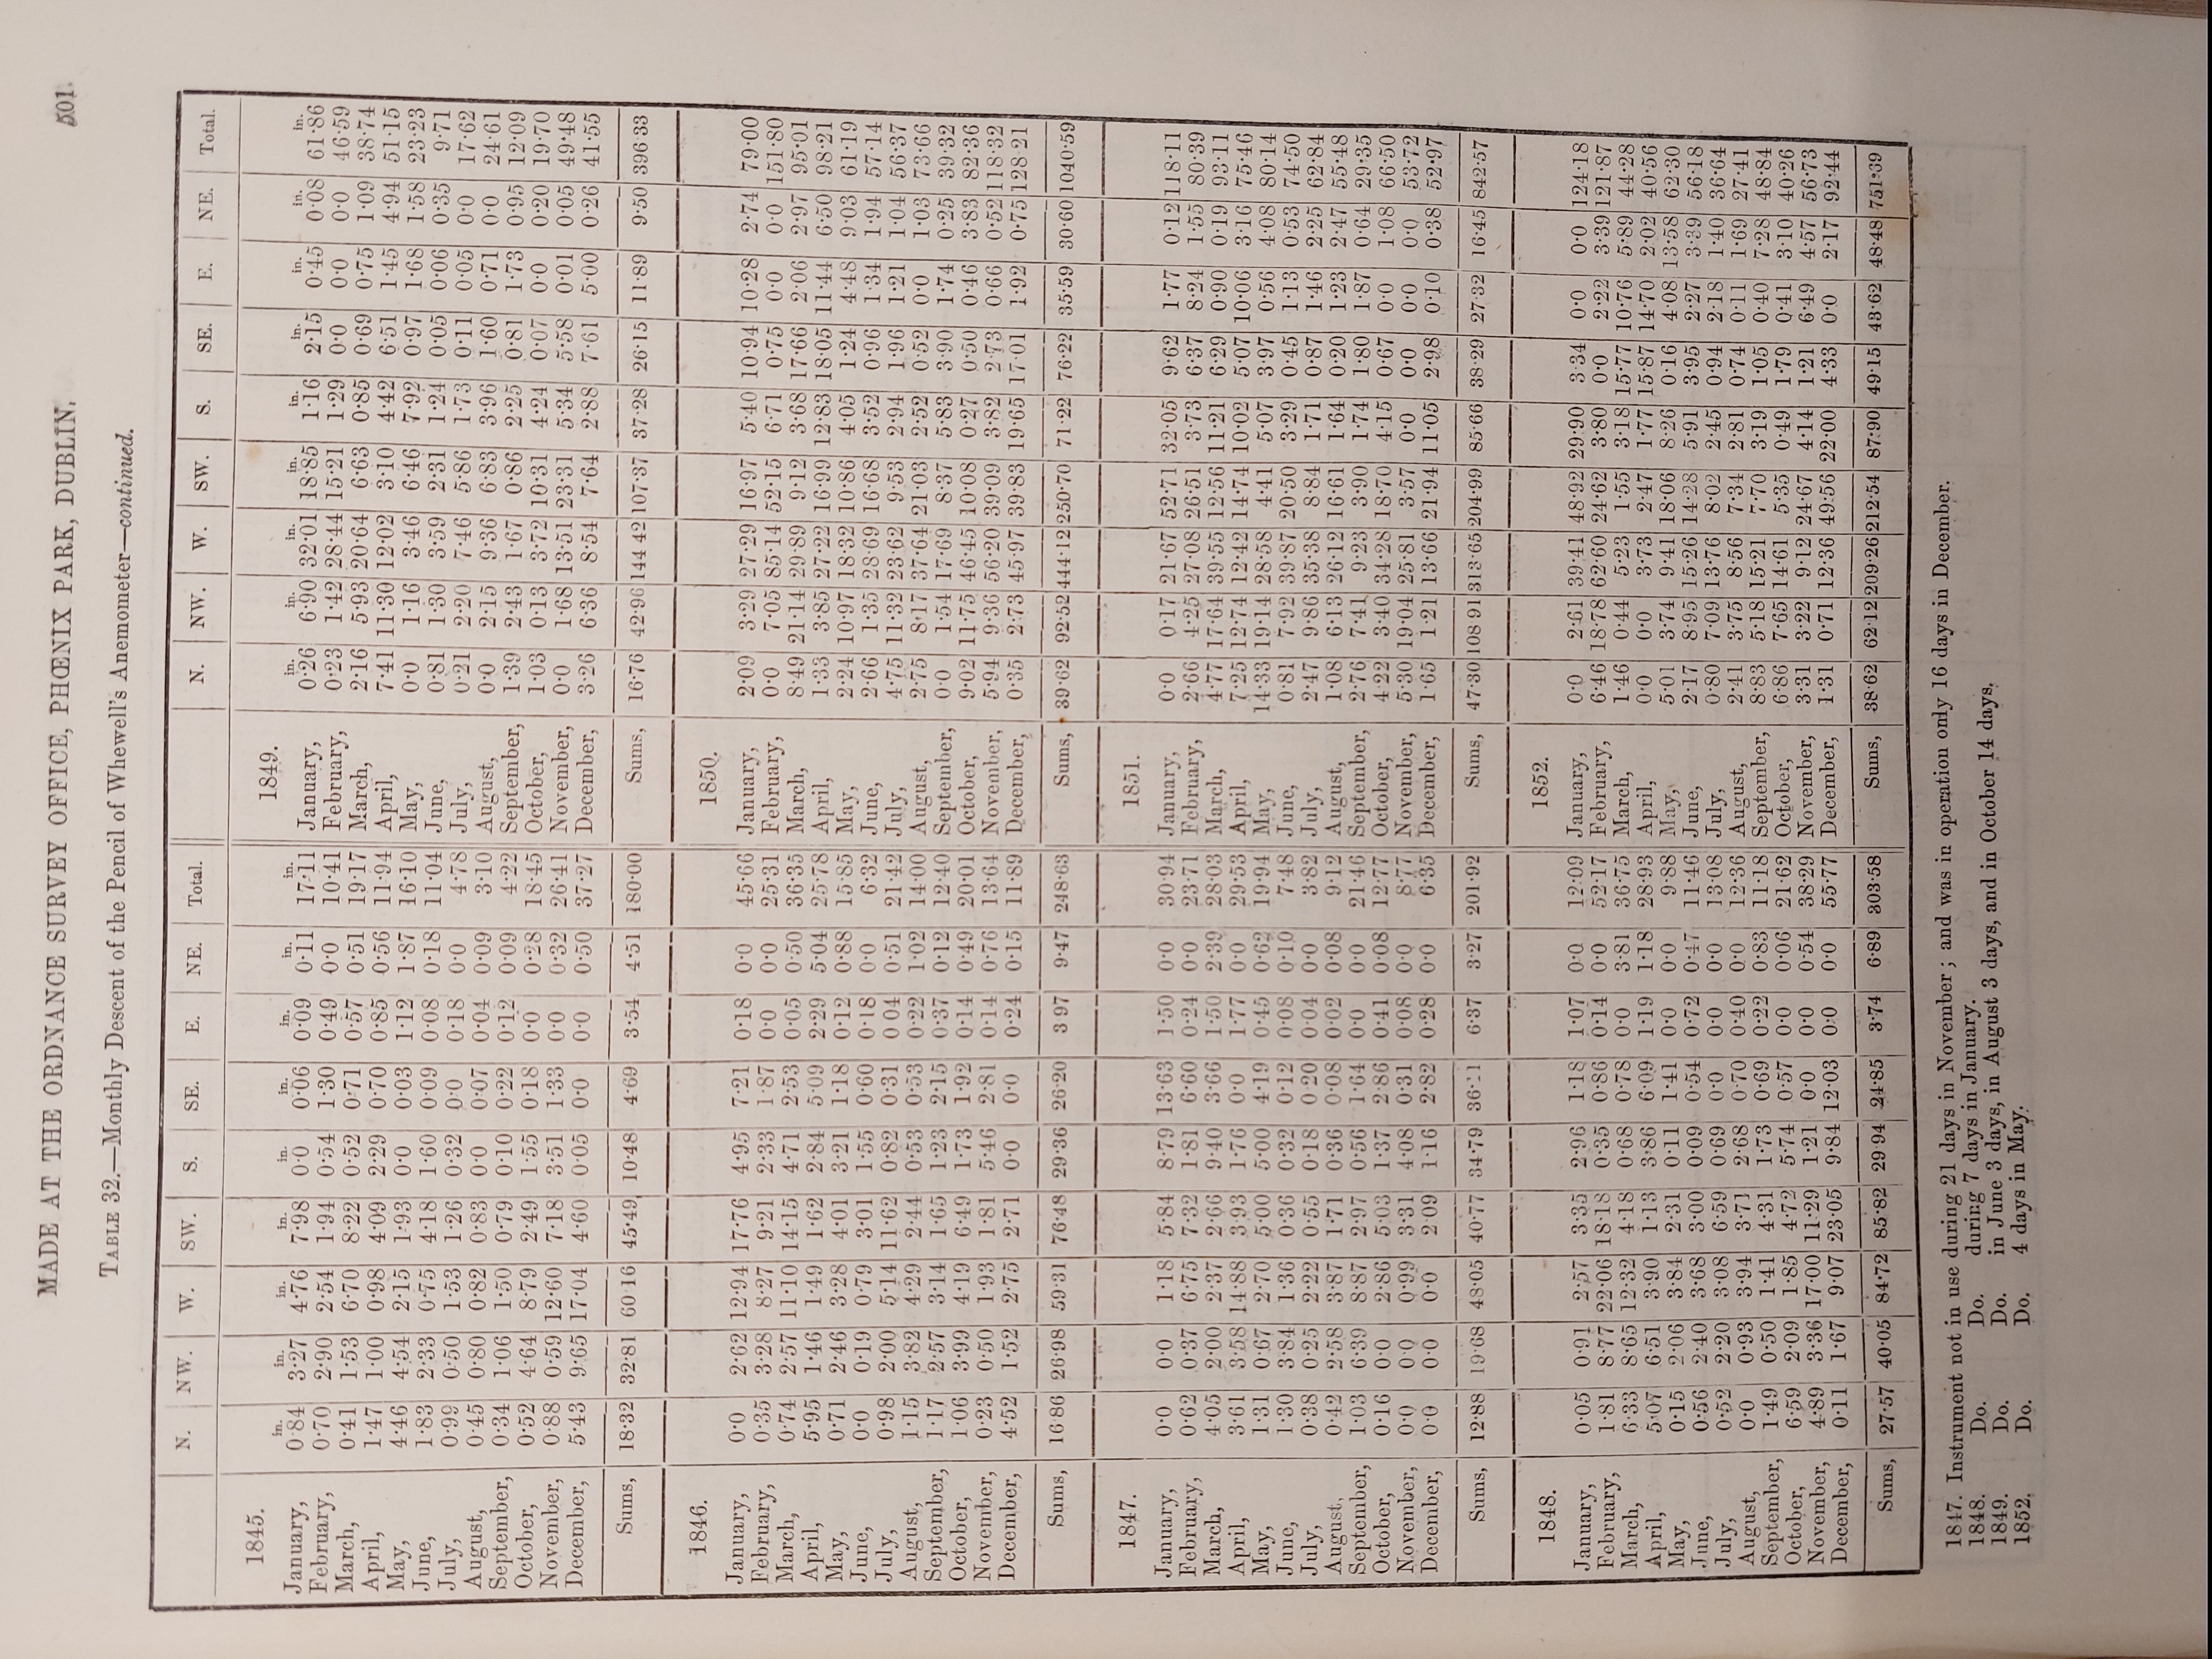 MADE AT THE ORDNANCE SURVEY OFFICE, PHŒNIX PARK, DUBLIN. 501
TABLE 32.—Monthly Descent of the Pencil of Whewell's Anemometer—continued.
N. NW. W. SW. S. SE. E. NE. Total. N. NW. W. SW. S. SE. E. NE. Total.
1845. 1849.
in. in. in. in. in. in. in. in. in. in. in. in. in. in. in. in.
January, 0·84 3·27 4·76 7·98 0·0 0·06 0·09 0·11 17·11 January, 0·26 6·90 32·01 18·85 1·16 2·15 0·45 0·08 61·86
February, 0·70 2·90 2·54 1·94 0·54 1·30 0·49 0·0 10·41 February, 0·23 1·42 28·44 15·21 1·29 0·0 0·0 0·0 46·59
March, 0·41 1·53 6·70 8·22 0·52 0·71 0·57 0·51 19·17 March, 2·16 5·93 20·64 6·63 0·85 0·69 0·75 1·09 38·74
April, 1·47 1·00 0·98 4·09 2·29 0·70 0·85 0·56 11·94 April, 7·41 11·30 12·02 3·10 4·42 6·51 1·45 4·94 51·15
May, 4·46 4·54 2·15 1·93 0·0 0·03 1·12 1·87 16·10 May, 0·0 1·16 3·46 6·46 7·92 0·97 1·68 1·58 23·23
June, 1·83 2·33 0·75 4·18 1·60 0·09 0·08 0·18 11·04 June, 0·81 1·30 3·59 2·31 1·24 0·05 0·06 0·35 9·71
July, 0·99 0·50 1·53 1·26 0·32 0·0 0·18 0·0 4·78 July, 0·21 2·20 7·46 5·86 1·73 0·11 0·05 0·0 17·62
August, 0·45 0·80 0·82 0·83 0·0 0·07 0·04 0·09 3·10 August, 0·0 2·15 9·36 6·83 3·96 1·60 0·71 0·0 24·61
September, 0·34 1·06 1·50 0·79 0·10 0·22 0·12 0·09 4·22 September, 1·39 2·43 1·67 0·86 2·25 0·81 1·73 0·95 12·09
October, 0·52 4·64 8·79 2·49 1·55 0·18 0·0 0·28 18·45 October, 1·03 0·13 3·72 10·31 4·24 0·07 0·0 0·20 19·70
November, 0·88 0·59 12·60 7·18 3·51 1·33 0·0 0·32 26·41 November, 0·0 1·68 13·51 23·31 5·34 5·58 0·01 0·05 49·48
December, 5·43 9·65 17·04 4·60 0·05 0·0 0·0 0·50 37·27 December, 3·26 6·36 8·54 7·64 2·88 7·61 5·00 0·26 41·55
Sums, 18·32 32·81 60·16 45·49 10·48 4·69 3·54 4·51 180·00 Sums, 16·76 42·96 144·42 107·37 37·28 26·15 11·89 9·50 396·33
1846. 1850.
January, 0·0 2·62 12·94 17·76 4·95 7·21 0·18 0·0 45·66 January, 2·09 3·29 27·29 16·97 5·40 10·94 10·28 2·74 79·00
February, 0·35 3·28 8·27 9·21 2·33 1·87 0·0 0·0 25·31 February, 0·0 7·05 85·14 52·15 6·71 0·75 0·0 0·0 151·80
March, 0·74 2·57 11·10 14·15 4·71 2·53 0·05 0·50 36·35 March, 8·49 21·14 29·89 9·12 3·68 17·66 2·06 2·97 95·01
April, 5·95 1·46 1·49 1·62 2·84 5·09 2·29 5·04 25·78 April, 1·33 3·85 27·22 16·99 12·83 18·05 11·44 6·50 98·21
May, 0·71 2·46 3·28 4·01 3·21 1·18 0·12 0·88 15·85 May, 2·24 10·97 18·32 10·86 4·05 1·24 4·48 9·03 61·19
June, 0·0 0·19 0·79 3·01 1·55 0·60 0·18 0·0 6·32 June, 2·66 1·35 28·69 16·68 3·52 0·96 1·34 1·94 57·14
July, 0·98 2·00 5·14 11·62 0·82 0·31 0·04 0·51 21·42 July, 4·75 11·32 23·62 9·53 2·94 1·96 1·21 1·04 56·37
August, 1·15 3·82 4·29 2·44 0·53 0·53 0·22 1·02 14·00 August, 2·75 8·17 37·64 21·03 2·52 0·52 0·0 1·03 73·66
September, 1·17 2·57 3·14 1·65 1·23 2·15 0·37 0·12 12·40 September, 0·0 1·54 17·69 8·37 5·83 3·90 1·74 0·25 39·32
October, 1·06 3·99 4·19 6·49 1·73 1·92 0·14 0·49 20·01 October, 9·02 11·75 46·45 10·08 0·27 0·50 0·46 3·83 82·36
November, 0·23 0·50 1·93 1·81 5·46 2·81 0·14 0·76 13·64 November, 5·94 9·36 56·20 39·09 3·82 2·73 0·66 0·52 118·32
December, 4·52 1·52 2·75 2·71 0·0 0·0 0·24 0·15 11·89 December, 0·35 2·73 45·97 39·83 19·65 17·01 1·92 0·75 128·21
Sums, 16·86 26·98 59·31 76·48 29·36 26·20 3·97 9·47 248·63 Sums, 39·62 92·52 444·12 250·70 71·22 76·22 35·59 30·60 1040·59
1847. 1851.
January, 0·0 0·0 1·18 5·84 8·79 13·63 1·50 0·0 30·94 January, 0·0 0·17 21·67 52·71 32·05 9·62 1·77 0·12 118·11
February, 0·62 0·37 6·75 7·32 1·81 6·60 0·24 0·0 23·71 February, 2·66 4·25 27·08 26·51 3·73 6·37 8·24 1·55 80·39
March, 4·05 2·00 2·37 2·66 9·40 3·66 1·50 2·39 28·03 March, 4·77 17·64 39·55 12·56 11·21 6·29 0·90 0·19 93·11
April, 3·61 3·58 14·88 3·93 1·76 0·0 1·77 0·0 29·53 April, 7·25 12·74 12·42 14·74 10·02 5·07 10·06 3·16 75·46
May, 1·31 0·67 2·70 5·00 5·00 4·19 0·45 0·62 19·94 May, 14·33 19·14 28·58 4·41 5·07 3·97 0·56 4·08 80·14
June, 1·30 3·84 1·36 0·36 0·32 0·12 0·08 0·10 7·48 June, 0·81 7·92 39·87 20·50 3·29 0·45 1·13 0·53 74·50
July, 0·38 0·25 2·22 0·55 0·18 0·20 0·04 0·0 3·82 July, 2·47 9·86 35·38 8·84 1·71 0·87 1·46 2·25 62·84
August, 0·42 2·58 3·87 1·71 0·36 0·08 0·02 0·08 9·12 August, 1·08 6·13 26·12 16·61 1·64 0·20 1·23 2·47 55·48
September, 1·03 6·39 8·87 2·97 0·56 1·64 0·0 0·0 21·46 September, 2·76 7·41 9·23 3·90 1·74 1·80 1·87 0·64 29·35
October, 0·16 0·0 2·86 5·03 1·37 2·86 0·41 0·08 12·77 October, 4·22 3·40 34·28 18·70 4·15 0·67 0·0 1·08 66·50
November, 0·0 0·0 0·99 3·31 4·08 0·31 0·08 0·0 8·77 November, 5·30 19·04 25·81 3·57 0·0 0·0 0·0 0·0 53·72
December, 0·0 0·0 0·0 2·09 1·16 2·82 0·28 0·0 6·35 December, 1·65 1·21 13·66 21·94 11·05 2·98 0·10 0·38 52·97
Sums, 12·88 19·68 48·05 40·77 34·79 36·11 6·37 3·27 201·92 Sums, 47·30 108·91 313·65 204·99 85·66 38·29 27·32 16·45 842·57
1848. 1852.
January, 0·05 0·91 2·57 3·35 2·96 1·18 1·07 0·0 12·09 January, 0·0 2·61 39·41 48·92 29·90 3·34 0·0 0·0 124·18
February, 1·81 8·77 22·06 18·18 0·35 0·86 0·14 0·0 52·17 February, 6·46 18·78 62·60 24·62 3·80 0·0 2·22 3·39 121·87
March, 6·33 8·65 12·32 4·18 0·68 0·78 0·0 3·81 36·75 March, 1·46 0·44 5·23 1·55 3·18 15·77 10·76 5·89 44·28
April, 5·07 6·51 3·90 1·13 3·86 6·09 1·19 1·18 28·93 April, 0·0 0·0 3·73 2·47 1·77 15·87 14·70 2·02 40·56
May, 0·15 2·06 3·84 2·31 0·11 1·41 0·0 0·0 9·88 May, 5·01 3·74 9·41 18·06 8·26 0·16 4·08 13·58 62·30
June, 0·56 2·40 3·68 3·00 0·09 0·54 0·72 0·47 11·46 June, 2·17 8·95 15·26 14·28 5·91 3·95 2·27 3·39 56·18
July, 0·52 2·20 3·08 6·59 0·69 0·0 0·0 0·0 13·08 July, 0·80 7·09 13·76 8·02 2·45 0·94 2·18 1·40 36·64
August, 0·0 0·93 3·94 3·71 2·68 0·70 0·40 0·0 12·36 August, 2·41 3·75 8·56 7·34 2·81 0·74 0·11 1·69 27·41
September, 1·49 0·50 1·41 4·31 1·73 0·69 0·22 0·83 11·18 September, 8·83 5·18 15·21 7·70 3·19 1·05 0·40 7·28 48·84
October, 6·59 2·09 1·85 4·72 5·74 0·57 0·0 0·06 21·62 October, 6·86 7·65 14·61 5·35 0·49 1·79 0·41 3·10 40·26
November, 4·89 3·36 17·00 11·29 1·21 0·0 0·0 0·54 38·29 November, 3·31 3·22 9·12 24·67 4·14 1·21 6·49 4·57 56·73
December, 0·11 1·67 9·07 23·05 9·84 12·03 0·0 0·0 55·77 December, 1·31 0·71 12·36 49·56 22·00 4·33 0·0 2·17 92·44
Sums, 27·57 40·05 84·72 85·82 29·94 24·85 3·74 6·89 303·58 Sums, 38·62 62·12 209·26 212·54 87·90 49·15 43·62 48·48 751·39
1847. Instrument not in use during 21 days in November; and was in operation only 16 days in December.
1848. Do. Do. during 7 days in January.
1849. Do. Do. in June 3 days, in August 3 days, and in October 14 days.
1852. Do. Do. 4 days in May.